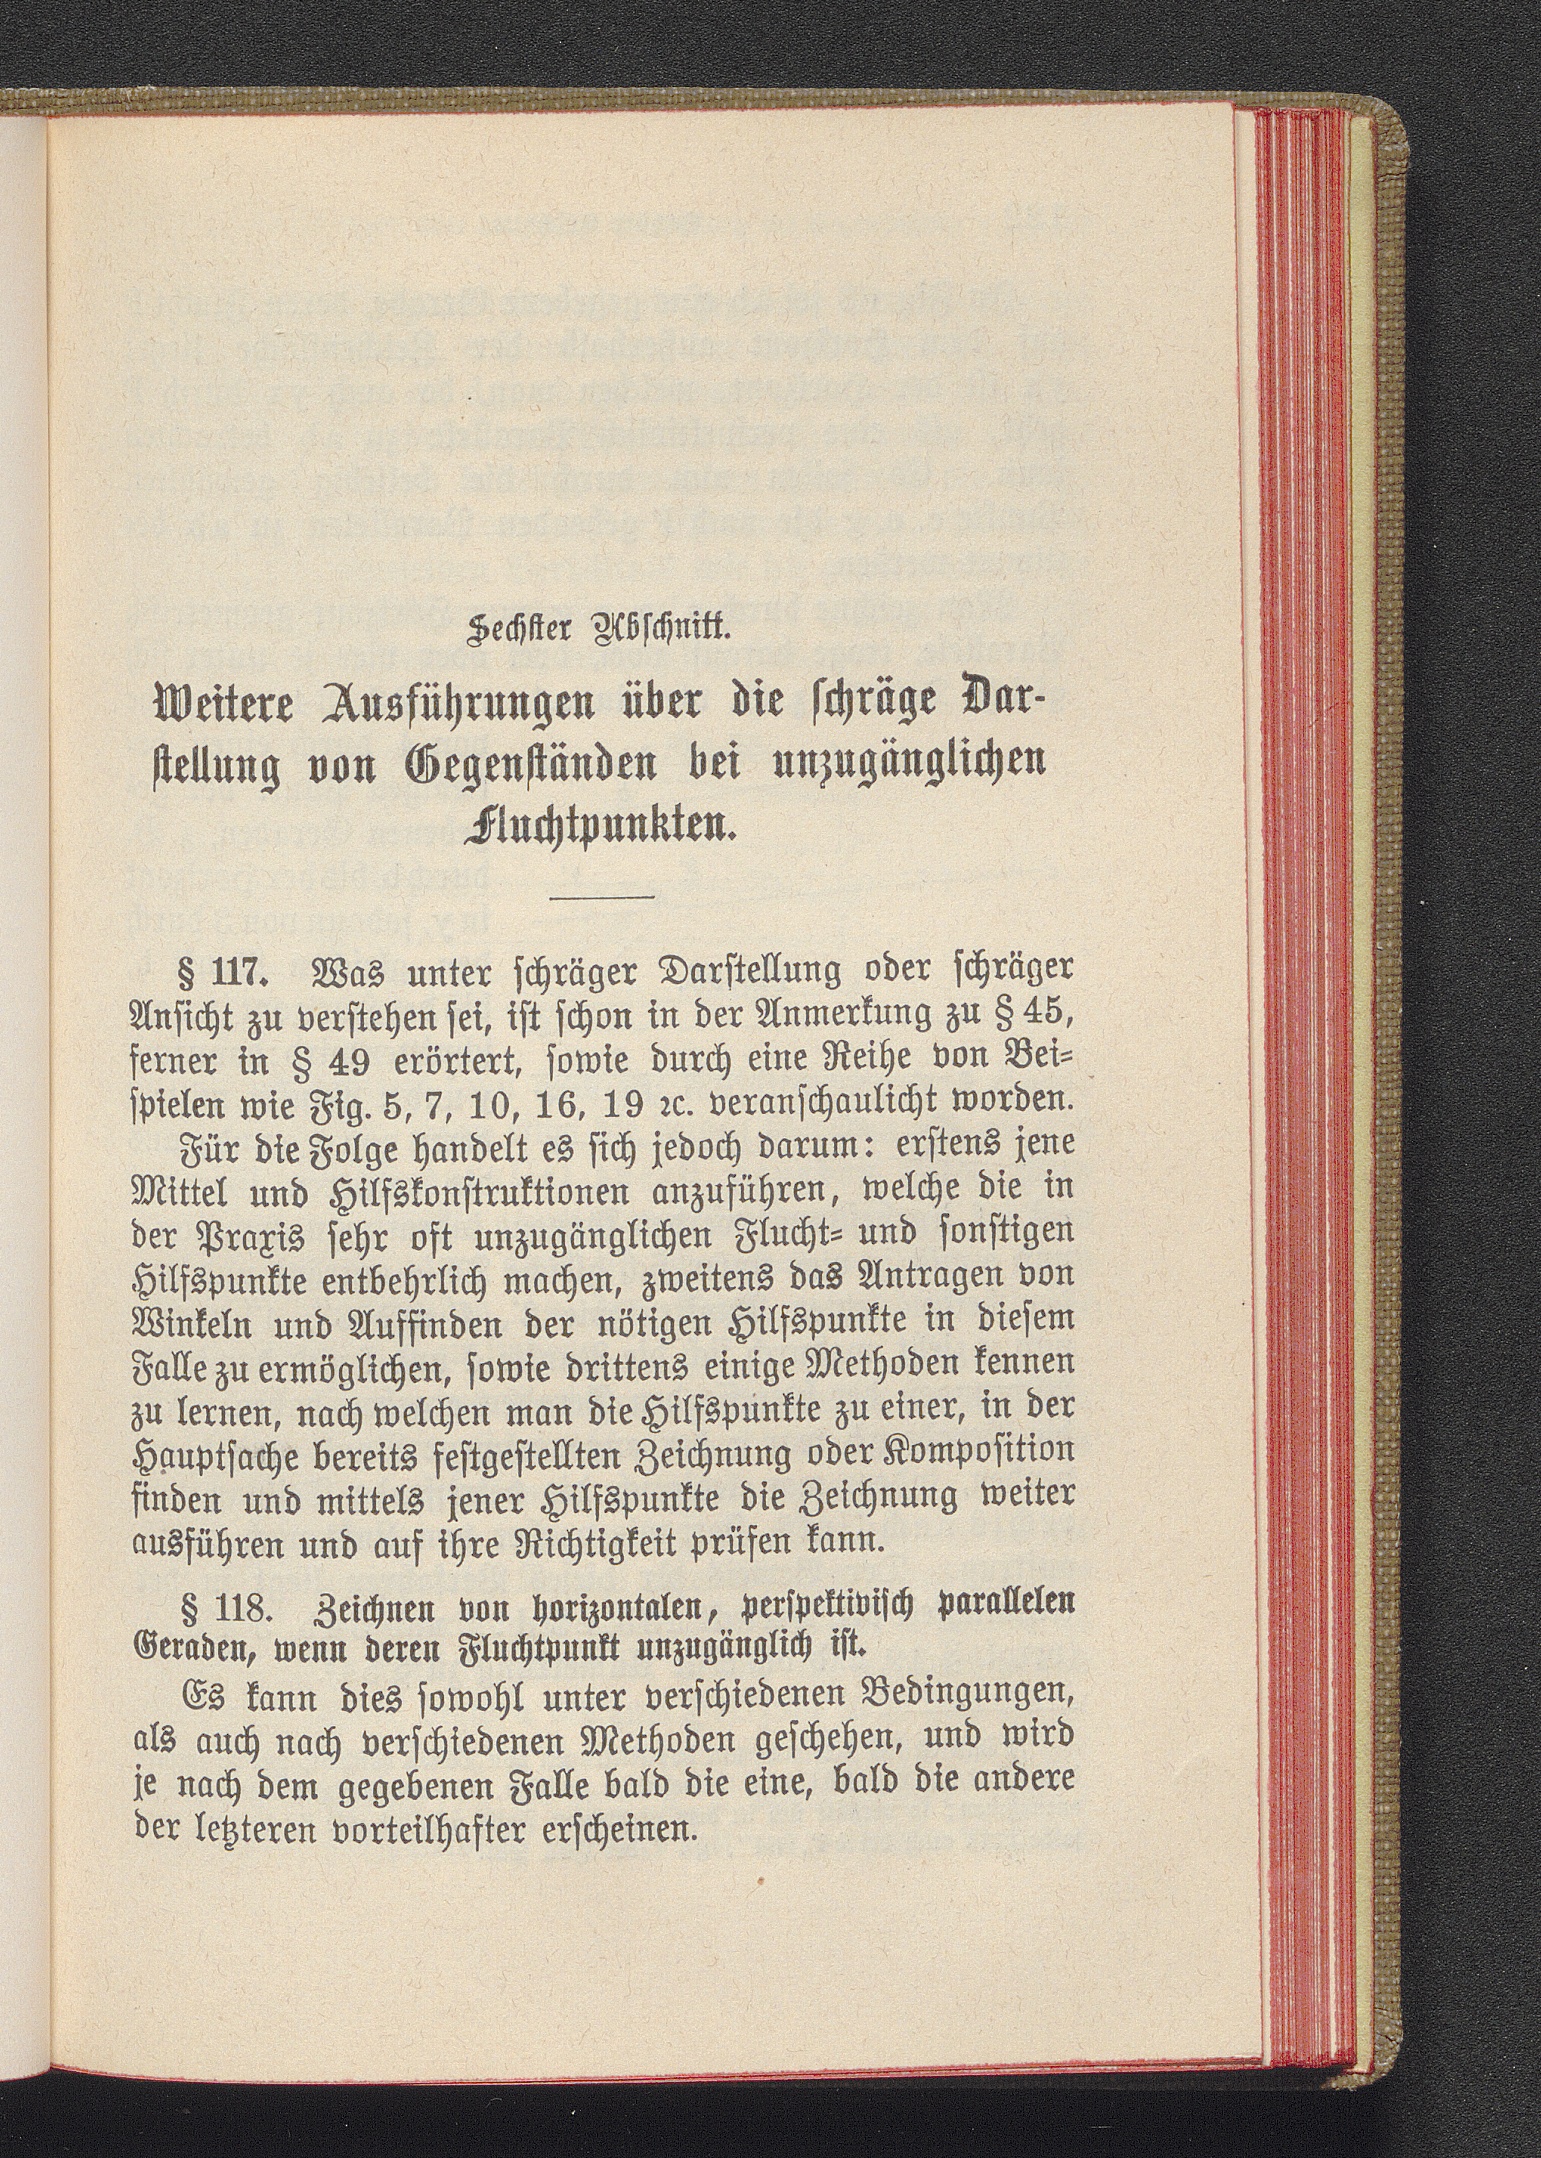 Sechster Abschnitt.
Weitere Ausführungen über die schräge Dar-
stellung von Gegenständen bei unzugänglichen
Fluchtpunkten.
§ 117. Was unter schräger Darstellung oder schräger
Ansicht zu verstehen sei, ist schon in der Anmerkung zu § 45,
ferner in § 49 erörtert, sowie durch eine Reihe von Bei-
spielen wie Fig. 5, 7, 10, 16, 19 ꝛc. veranschaulicht worden.
Für die Folge handelt es sich jedoch darum: erstens jene
Mittel und Hilfskonstruktionen anzuführen, welche die in
der Praxis sehr oft unzugänglichen Flucht- und sonstigen
Hilfspunkte entbehrlich machen, zweitens das Antragen von
Winkeln und Auffinden der nötigen Hilfspunkte in diesem
Falle zu ermöglichen, sowie drittens einige Methoden kennen
zu lernen, nach welchen man die Hilfspunkte zu einer, in der
Hauptsache bereits festgestellten Zeichnung oder Komposition
finden und mittels jener Hilfspunkte die Zeichnung weiter
ausführen und auf ihre Richtigkeit prüfen kann.
§ 118. Zeichnen von horizontalen, perspektivisch parallelen
Geraden, wenn deren Fluchtpunkt unzugänglich ist.
Es kann dies sowohl unter verschiedenen Bedingungen,
als auch nach verschiedenen Methoden geschehen, und wird
je nach dem gegebenen Falle bald die eine, bald die andere
der letzteren vorteilhafter erscheinen.